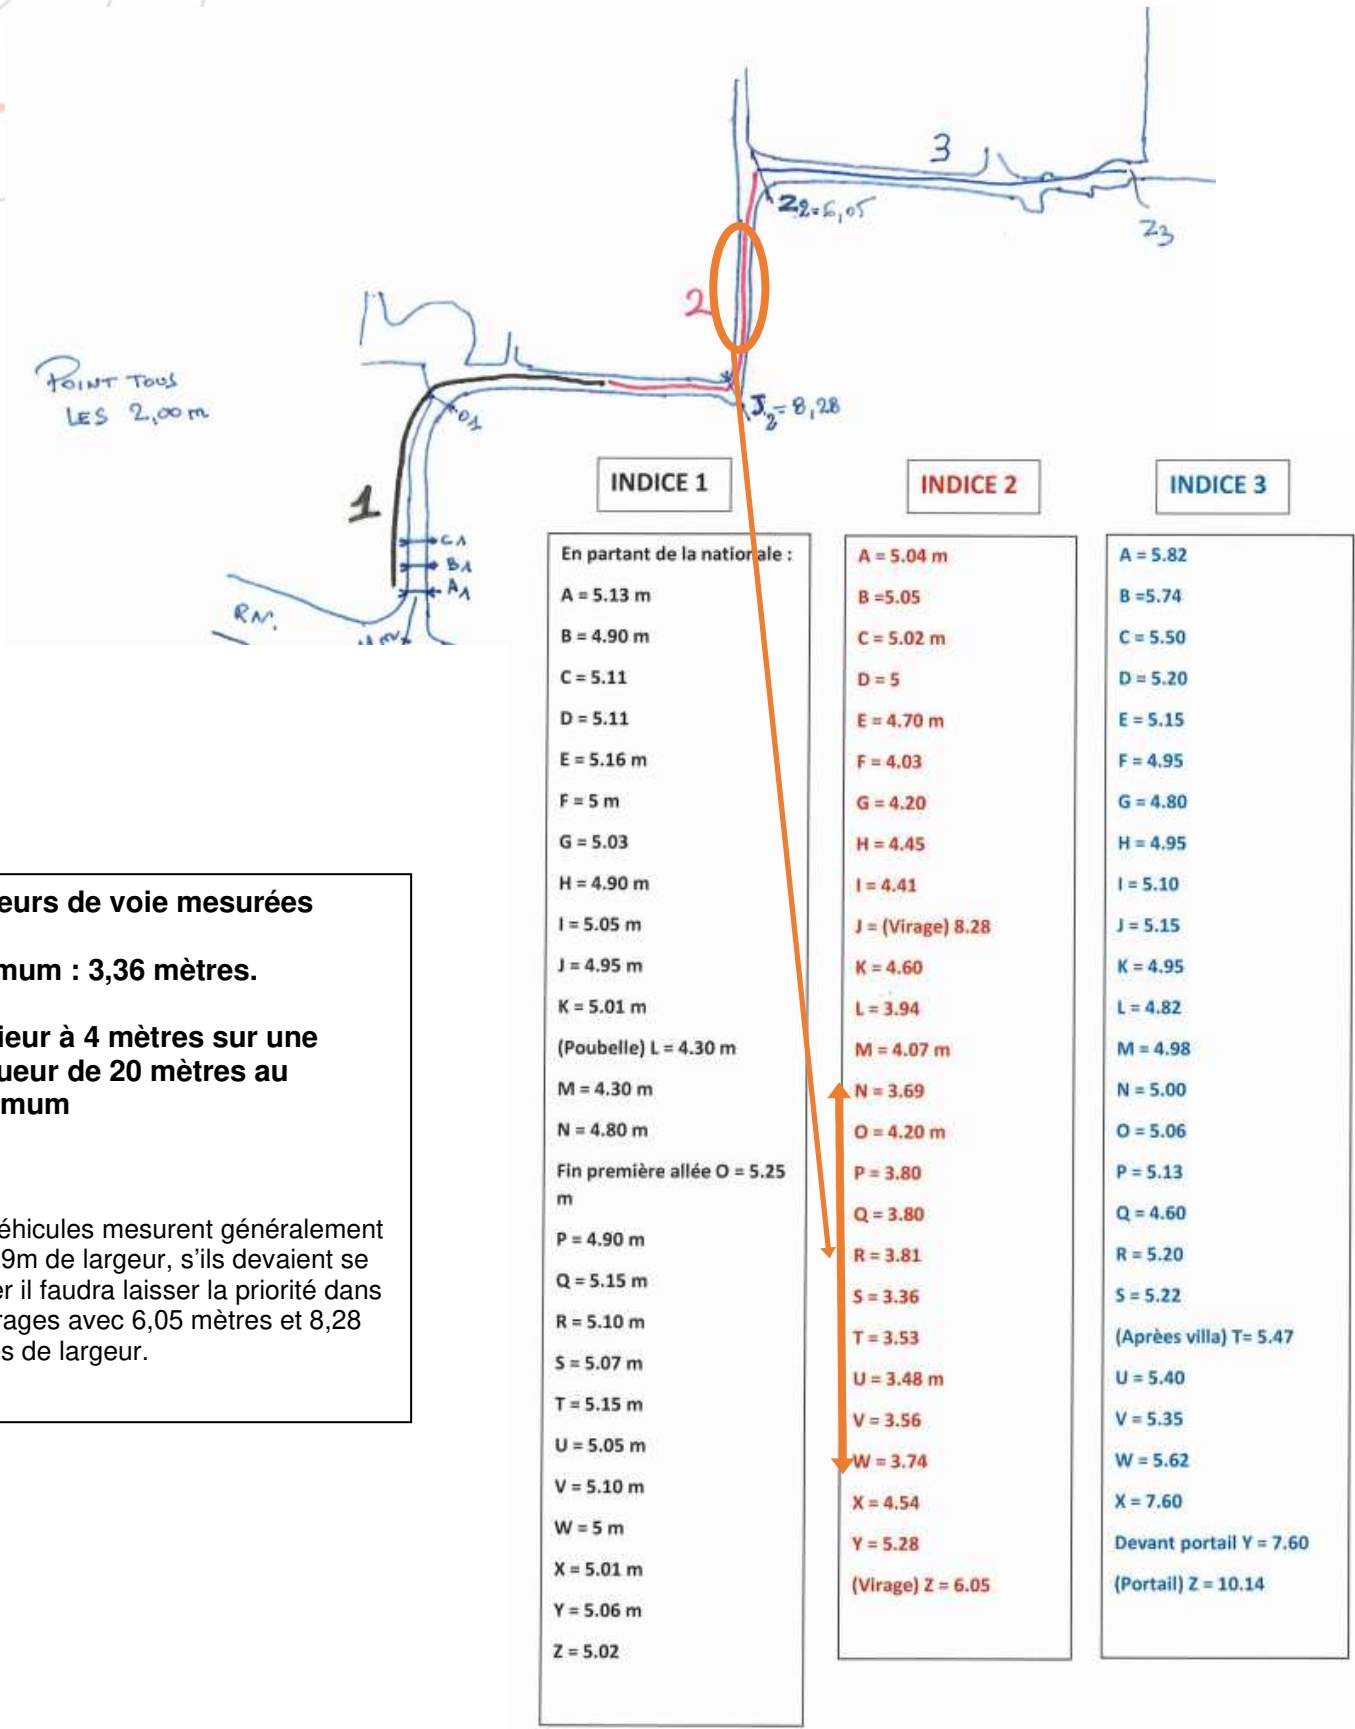 3
Z2=6,05
Z3
2
POINT TOUS
LES 2,00 m
J2=8,28
O1
1
C1
B1
A1
RN.
INDICE 1
En partant de la nationale :
A = 5.13 m
B = 4.90 m
C = 5.11
D = 5.11
E = 5.16 m
F = 5 m
G = 5.03
H = 4.90 m
I = 5.05 m
J = 4.95 m
K = 5.01 m
(Poubelle) L = 4.30 m
M = 4.30 m
N = 4.80 m
Fin première allée O = 5.25
m
P = 4.90 m
Q = 5.15 m
R = 5.10 m
S = 5.07 m
T = 5.15 m
U = 5.05 m
V = 5.10 m
W = 5 m
X = 5.01 m
Y = 5.06 m
Z = 5.02
INDICE 2
A = 5.04 m
B =5.05
C = 5.02 m
D = 5
E = 4.70 m
F = 4.03
G = 4.20
H = 4.45
I = 4.41
J = (Virage) 8.28
K = 4.60
L = 3.94
M = 4.07 m
N = 3.69
O = 4.20 m
P = 3.80
Q = 3.80
R = 3.81
S = 3.36
T = 3.53
U = 3.48 m
V = 3.56
W = 3.74
X = 4.54
Y = 5.28
(Virage) Z = 6.05
INDICE 3
A = 5.82
B =5.74
C = 5.50
D = 5.20
E = 5.15
F = 4.95
G = 4.80
H = 4.95
I = 5.10
J = 5.15
K = 4.95
L = 4.82
M = 4.98
N = 5.00
O = 5.06
P = 5.13
Q = 4.60
R = 5.20
S = 5.22
(Aprèes villa) T= 5.47
U = 5.40
V = 5.35
W = 5.62
X = 7.60
Devant portail Y = 7.60
(Portail) Z = 10.14
eurs de voie mesurées
mum : 3,36 mètres.
ieur à 4 mètres sur une
ueur de 20 mètres au
mum
éhicules mesurent généralement
9m de largeur, s'ils devaient se
er il faudra laisser la priorité dans
rages avec 6,05 mètres et 8,28
s de largeur.